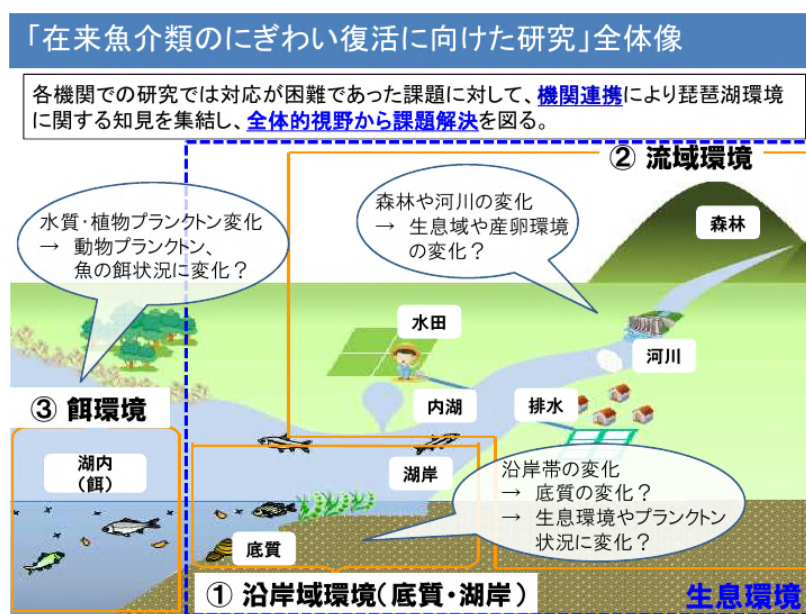 「在来魚介類のにぎわい復活に向けた研究」全体像
各機関での研究では対応が困難であった課題に対して、機関連携により琵琶湖環境
に関する知見を集結し、全体的視野から課題解決を図る。
② 流域環境
水質・植物プランクトン変化
→ 動物プランクトン、
魚の餌状況に変化？
森林や河川の変化
→ 生息域や産卵環境
の変化？
森林
水田
河川
③ 餌環境
内湖
排水
湖内
（餌）
湖岸
沿岸帯の変化
→ 底質の変化？
→ 生息環境やプランクトン
状況に変化？
底質
① 沿岸域環境（底質・湖岸）
生息環境